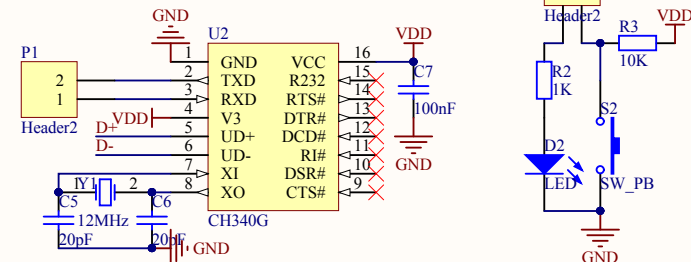 GND
P1
2
1
Header2
VDD
D+
D-
1
2
3
4
5
6
7
8
U2
GND
TXD
RXD
V3
UD+
UD-
XI
XO
VCC
R232
RTS#
DTR#
DCD#
RI#
DSR#
CTS#
CH340G
16
15
14
13
12
11
10
9
VDD
C7
100nF
GND
1
Y1
2
C5
12MHz
C6
20pF
20pF
GND
Header2
R3
10K
VDD
R2
1K
S2
D2
LED
SW_PB
GND